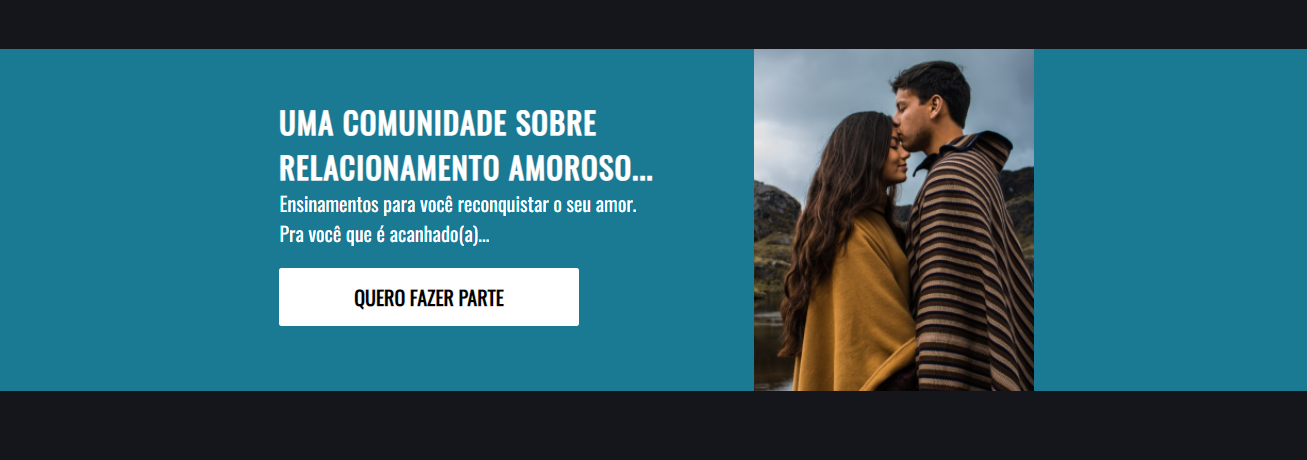 UMA COMUNIDADE SOBRE
RELACIONAMENTO AMOROSO...
Ensinamentos para você reconquistar o seu amor.
Pra você que é acanhado(a)...
QUERO FAZER PARTE